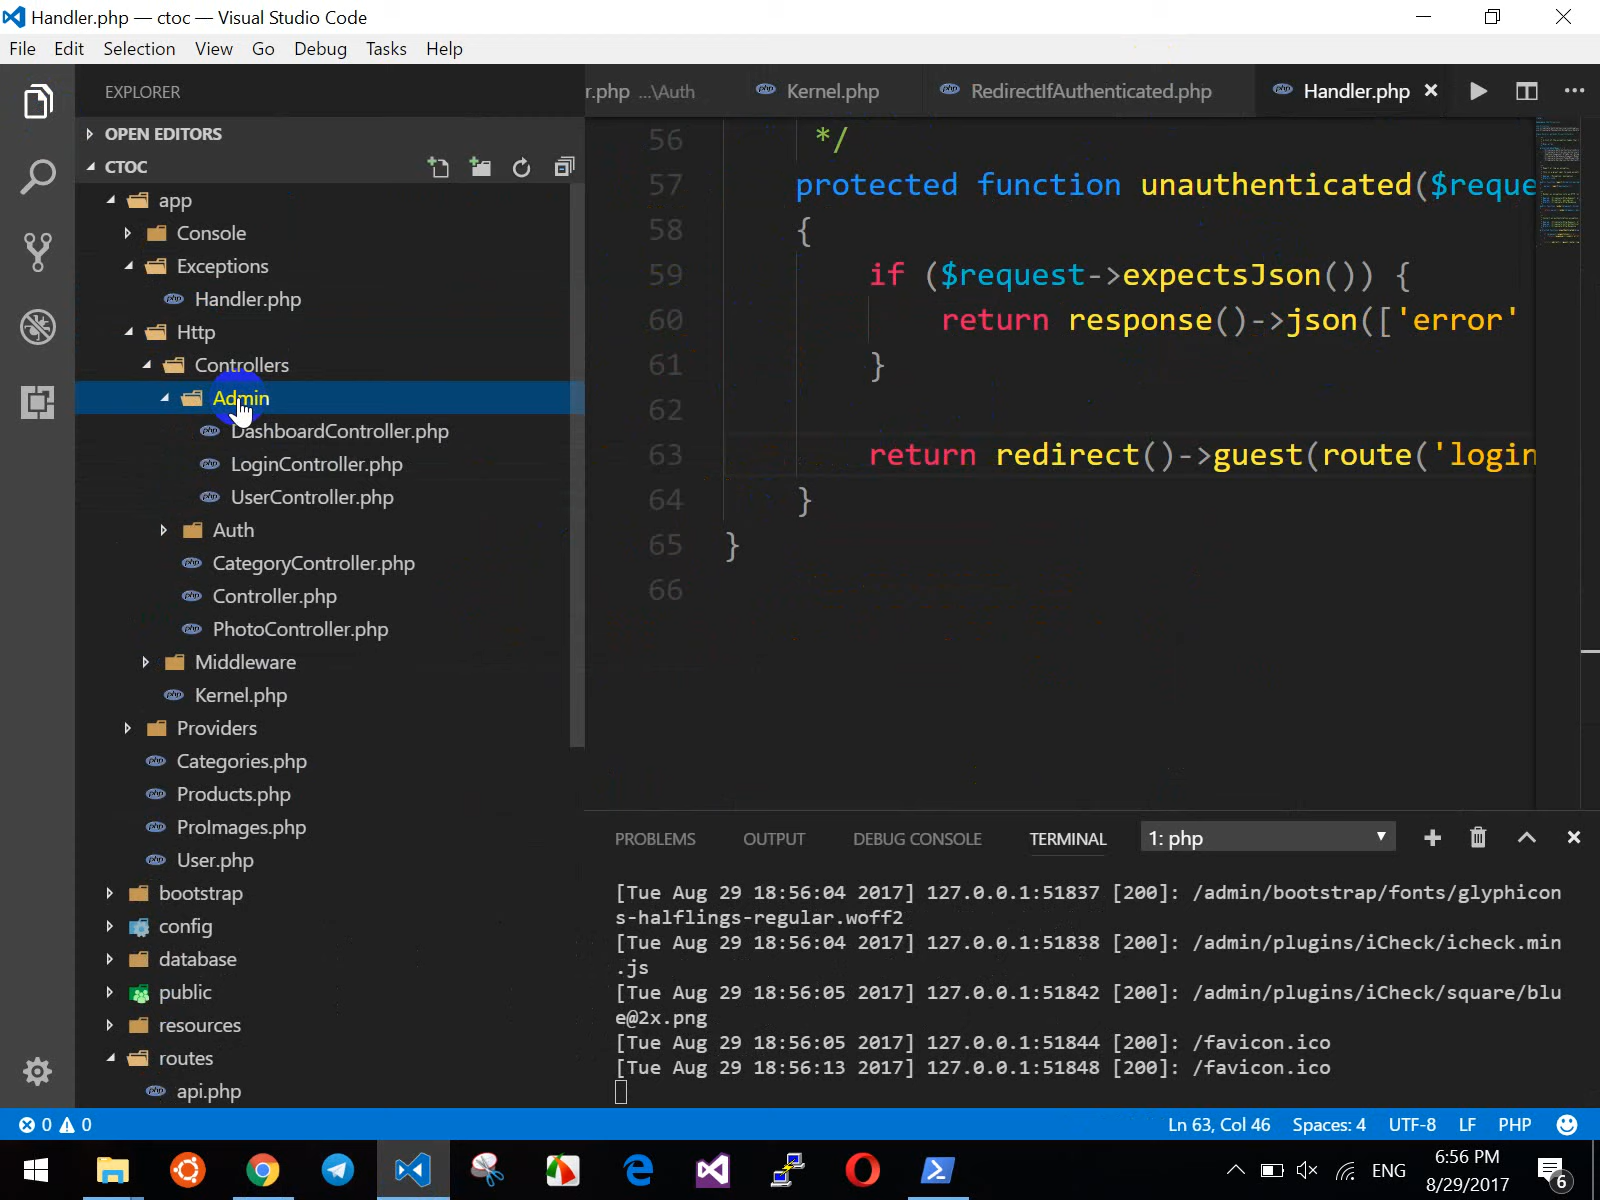 Handler.php — ctoc — Visual Studio Code
File Edit Selection View Go Debug Tasks Help
EXPLORER
OPEN EDITORS
CTOC
app
Console
Exceptions
Handler.php
Http
Controllers
Admin
DashboardController.php
LoginController.php
UserController.php
Auth
CategoryController.php
Controller.php
PhotoController.php
Middleware
Kernel.php
Providers
Categories.php
Products.php
ProImages.php
User.php
bootstrap
config
database
public
resources
routes
api.php
r.php ...\Auth Kernel.php RedirectIfAuthenticated.php Handler.php
56 */
57 protected function unauthenticated($reque
58 {
59 if ($request->expectsJson()) {
60 return response()->json(['error'
61 }
62
63 return redirect()->guest(route('login
64 }
65 }
66
PROBLEMS OUTPUT DEBUG CONSOLE TERMINAL 1: php
[Tue Aug 29 18:56:04 2017] 127.0.0.1:51837 [200]: /admin/bootstrap/fonts/glyphicon
s-halflings-regular.woff2
[Tue Aug 29 18:56:04 2017] 127.0.0.1:51838 [200]: /admin/plugins/iCheck/icheck.min
.js
[Tue Aug 29 18:56:05 2017] 127.0.0.1:51842 [200]: /admin/plugins/iCheck/square/blu
e@2x.png
[Tue Aug 29 18:56:05 2017] 127.0.0.1:51844 [200]: /favicon.ico
[Tue Aug 29 18:56:13 2017] 127.0.0.1:51848 [200]: /favicon.ico
0 0 Ln 63, Col 46 Spaces: 4 UTF-8 LF PHP
ENG 6:56 PM
8/29/2017 6